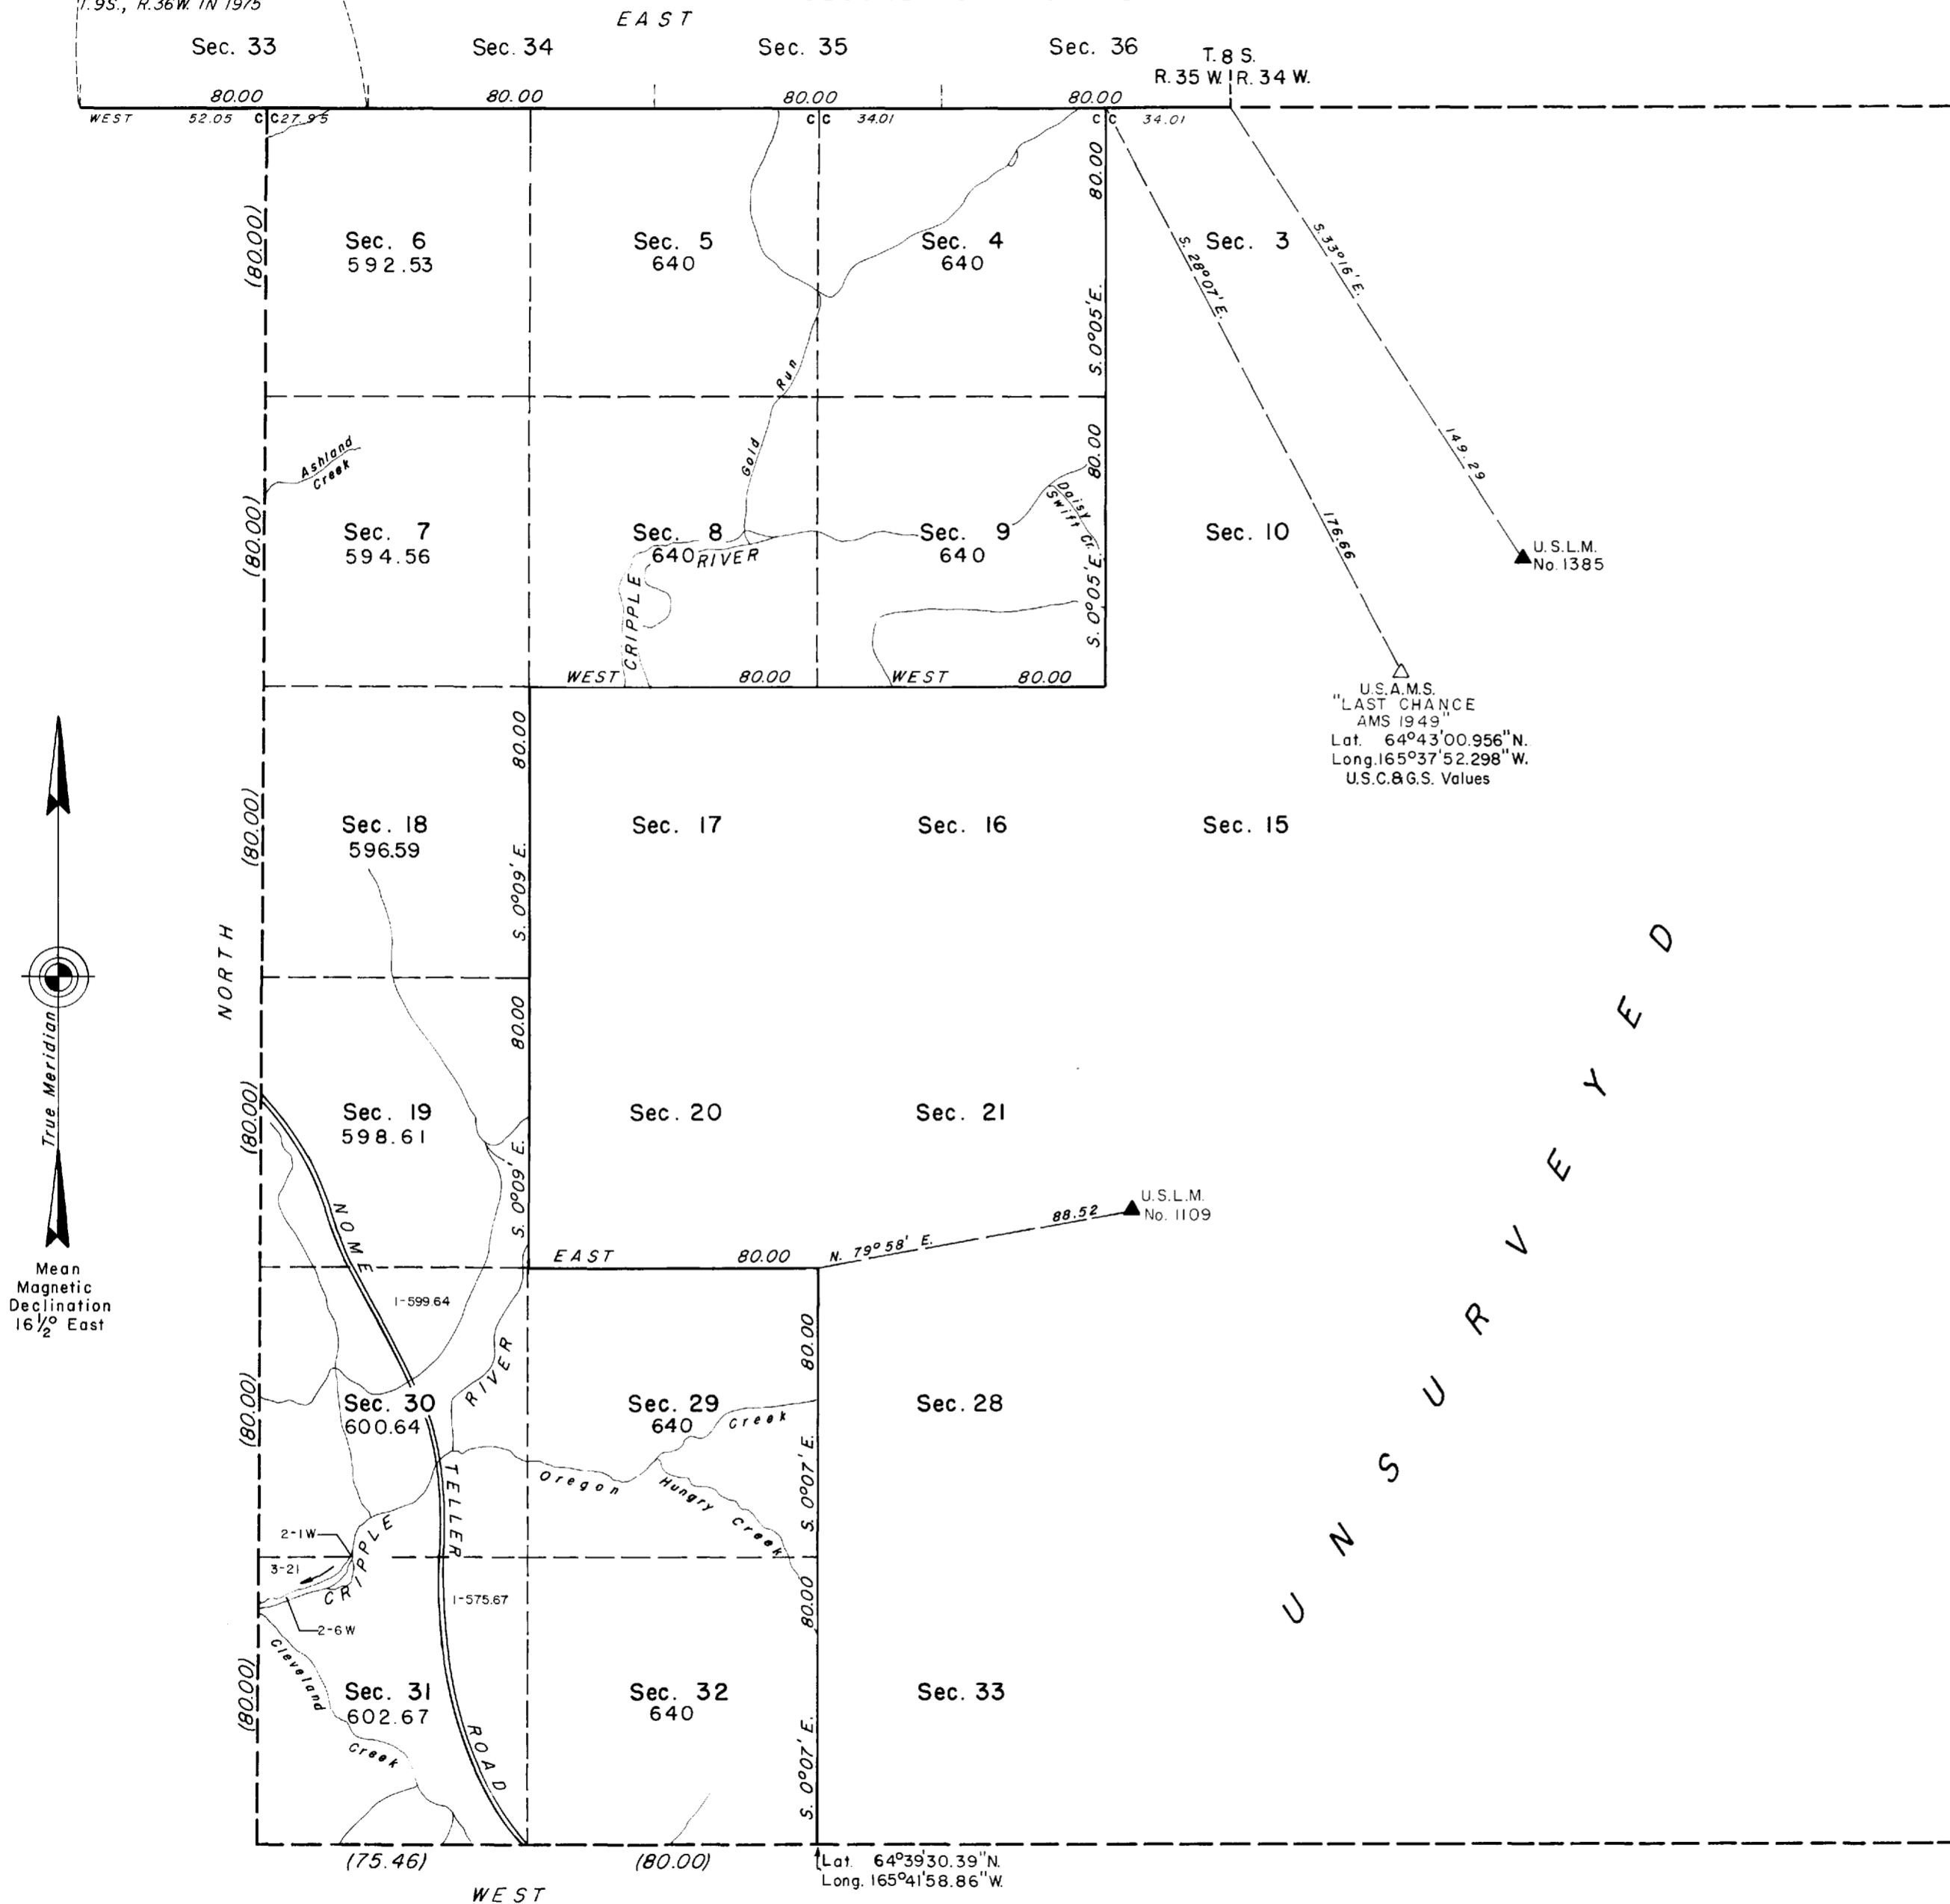 T.9S., R.36W. IN 1975
EAST
Sec. 33
Sec. 34
Sec. 35
Sec. 36
T. 8 S.
R. 35 W. R. 34 W.
80.00
80.00
80.00
80.00
WEST 52.05 C C 27.95
C C 34.01
C C 34.01
(80.00)
Sec. 6
592.53
Sec. 5
640
Sec. 4
640
80.00
S. 0°05' E.
Sec. 3
S. 28°07' E.
S. 33°16' E.
Gold Run
149.29
176.66
Ashland
Creek
(80.00)
Sec. 7
594.56
Sec. 8
640
RIVER
CRIPPLE
Sec. 9
640
80.00
Daisy
Swift Cr.
S. 0°05' E.
Sec. 10
U.S.L.M.
No. 1385
WEST 80.00
WEST 80.00
U.S.A.M.S.
"LAST CHANCE
AMS 1949"
Lat. 64°43'00.956"N.
Long. 165°37'52.298"W.
U.S.C.&G.S. Values
(80.00)
Sec. 18
596.59
80.00
S. 0°09' E.
Sec. 17
Sec. 16
Sec. 15
NORTH
True Meridian
Mean
Magnetic
Declination
16 1/2° East
(80.00)
Sec. 19
598.61
80.00
S. 0°09' E.
Sec. 20
Sec. 21
U.S.L.M.
No. 1109
88.52
N. 79°58' E.
EAST 80.00
NOME
1-599.64
(80.00)
Sec. 30
600.64
RIVER
Sec. 29
640
Creek
Oregon
Hungry
Creek
80.00
S. 0°07' E.
Sec. 28
TELLER
2-1W
3-21
CRIPPLE
2-6W
1-575.67
Cleveland
Creek
(80.00)
Sec. 31
602.67
ROAD
Sec. 32
640
80.00
S. 0°07' E.
Sec. 33
UNSURVEYED
(75.46)
(80.00)
Lat. 64°39'30.39"N.
Long. 165°41'58.86"W.
WEST